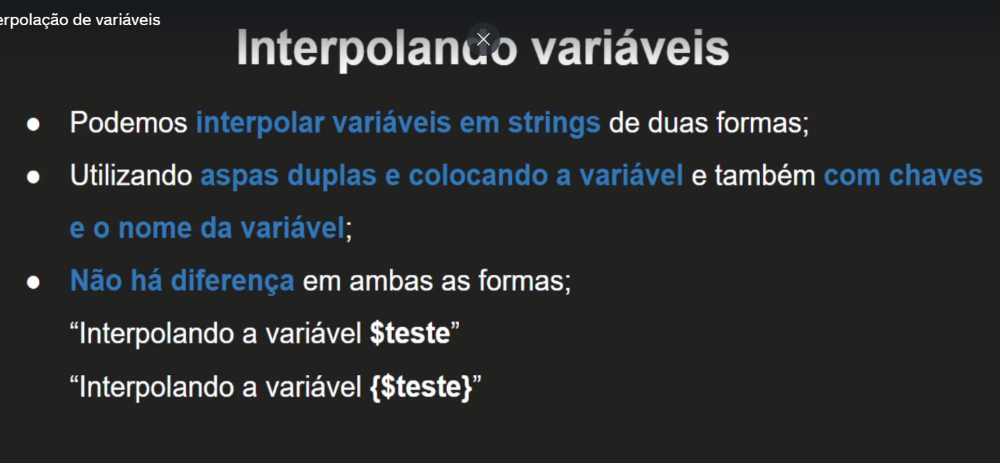 erpolação de variáveis
Interpolando variáveis
● Podemos interpolar variáveis em strings de duas formas;
● Utilizando aspas duplas e colocando a variável e também com chaves
e o nome da variável;
● Não há diferença em ambas as formas;
“Interpolando a variável $teste”
“Interpolando a variável {$teste}”